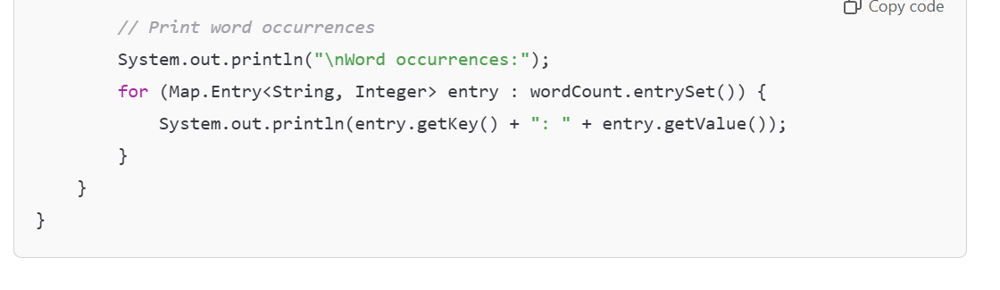 Copy code
// Print word occurrences
System.out.println("\nWord occurrences:");
for (Map.Entry<String, Integer> entry : wordCount.entrySet()) {
System.out.println(entry.getKey() + ": " + entry.getValue());
}
}
}